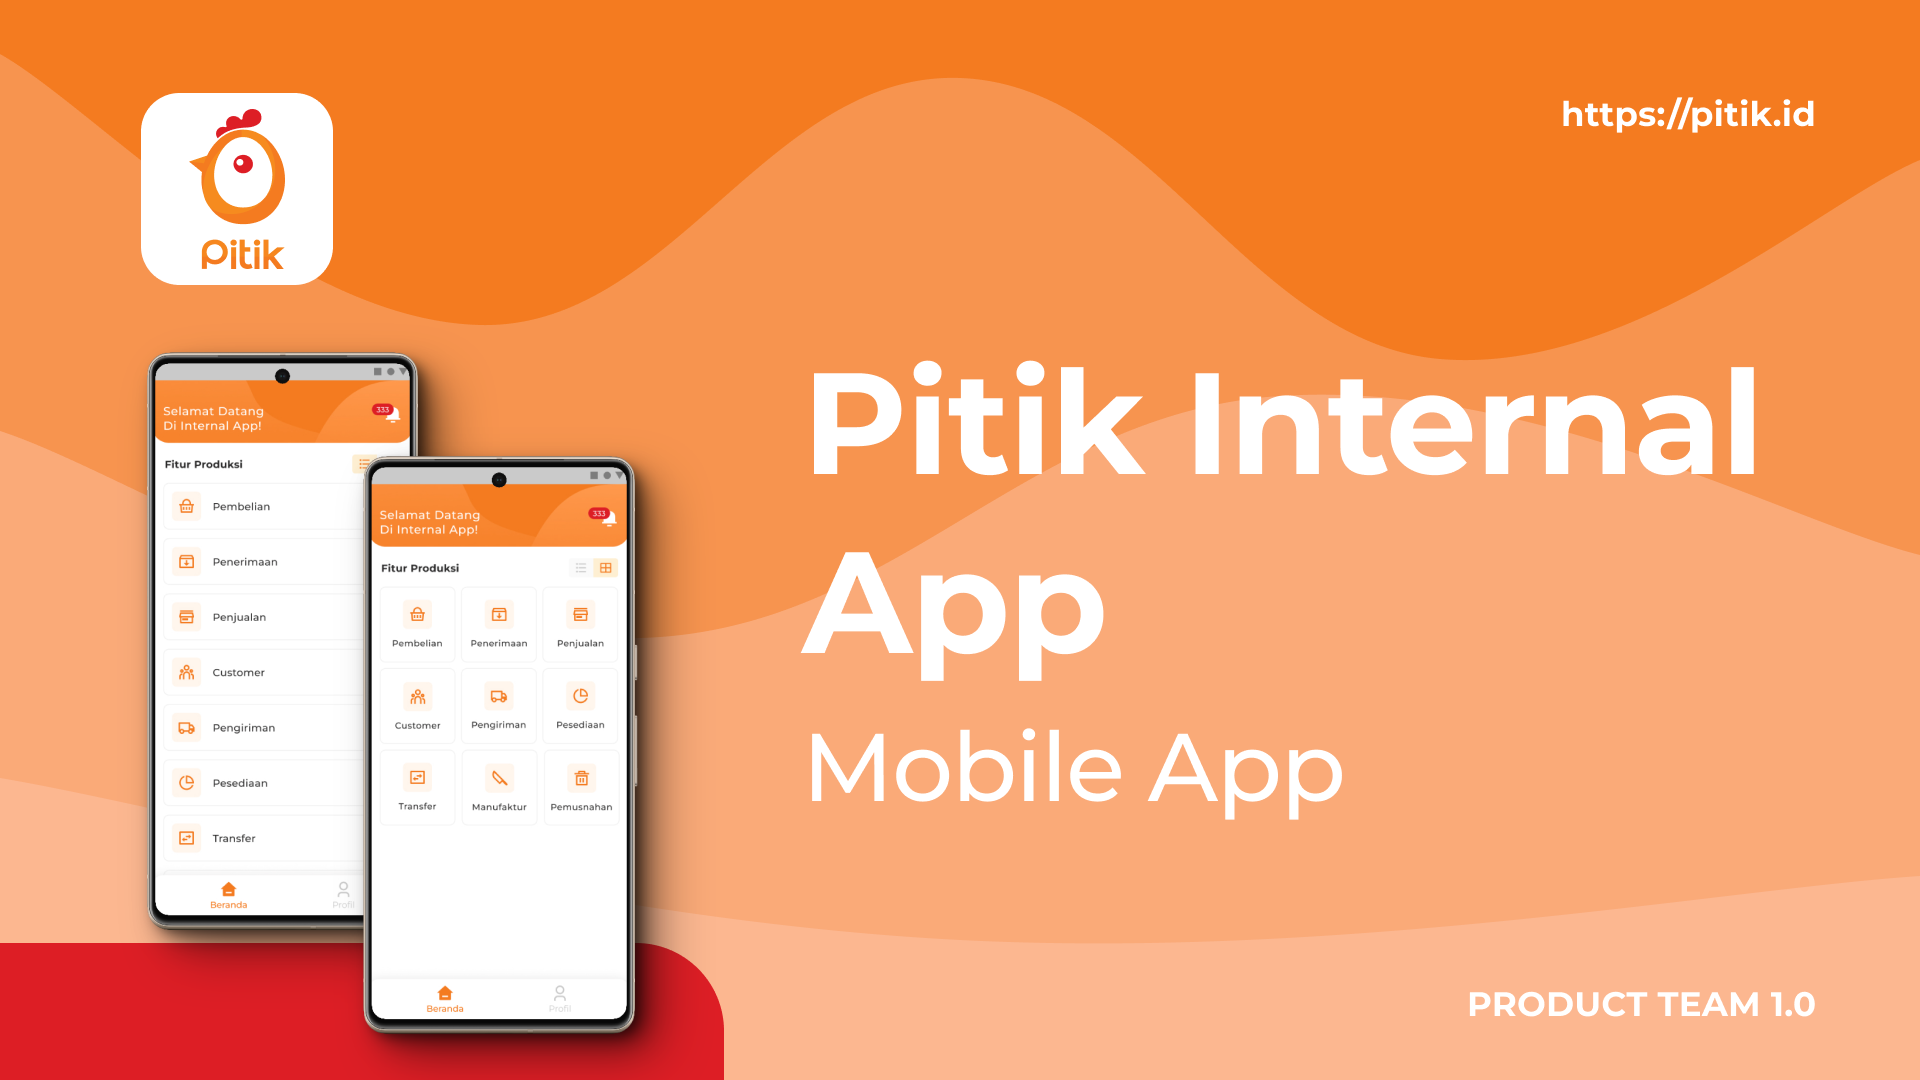 https://pitik.id
Pitik
Pitik Internal
App
Mobile App
Selamat Datang
Di Internal App!
333
Fitur Produksi
Pembelian
Penerimaan
Penjualan
Customer
Pengiriman
Pesediaan
Transfer
Beranda
Profil
Selamat Datang
Di Internal App!
333
Fitur Produksi
Pembelian Penerimaan Penjualan
Customer Pengiriman Pesediaan
Transfer Manufaktur Pemusnahan
Beranda Profil
PRODUCT TEAM 1.0